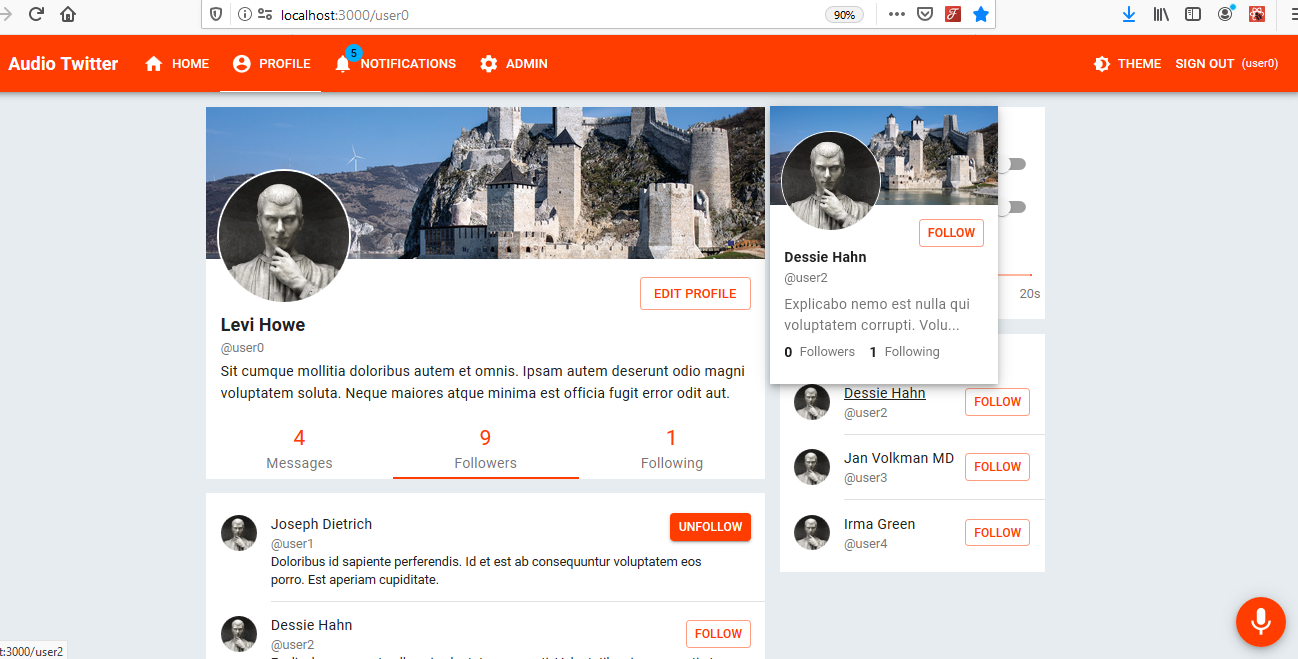 localhost:3000/user0
90%
Audio Twitter
HOME
PROFILE
5
NOTIFICATIONS
ADMIN
THEME
SIGN OUT (user0)
EDIT PROFILE
Levi Howe
@user0
Sit cumque mollitia doloribus autem et omnis. Ipsam autem deserunt odio magni
voluptatem soluta. Neque maiores atque minima est officia fugit error odit aut.
4
Messages
9
Followers
1
Following
Joseph Dietrich
@user1
UNFOLLOW
Doloribus id sapiente perferendis. Id et est ab consequuntur voluptatem eos
porro. Est aperiam cupiditate.
Dessie Hahn
@user2
FOLLOW
FOLLOW
Dessie Hahn
@user2
Explicabo nemo est nulla qui
voluptatem corrupti. Volu...
0 Followers 1 Following
20s
Dessie Hahn
@user2
FOLLOW
Jan Volkman MD
@user3
FOLLOW
Irma Green
@user4
FOLLOW
t:3000/user2